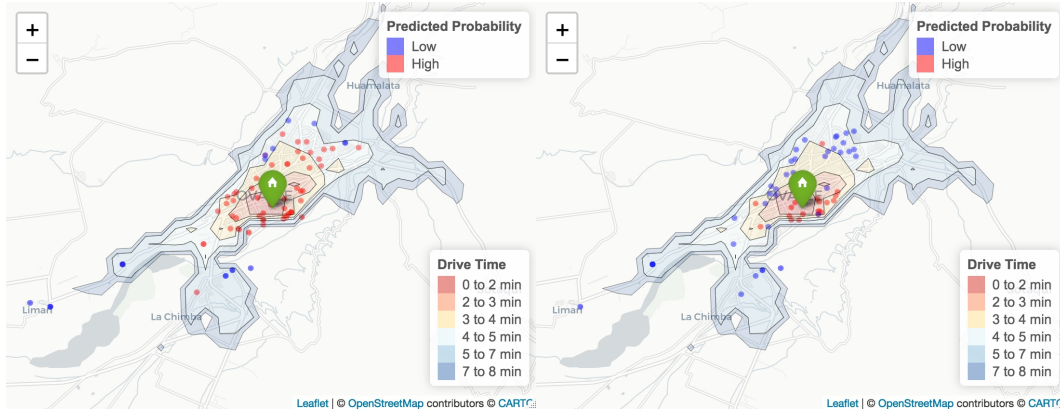 +
−
Predicted Probability
Low
High
Huamalata
Limarí
La Chimba
Drive Time
0 to 2 min
2 to 3 min
3 to 4 min
4 to 5 min
5 to 7 min
7 to 8 min
Leaflet | © OpenStreetMap contributors © CARTO
+
−
Predicted Probability
Low
High
Huamalata
Limarí
La Chimba
Drive Time
0 to 2 min
2 to 3 min
3 to 4 min
4 to 5 min
5 to 7 min
7 to 8 min
Leaflet | © OpenStreetMap contributors © CART